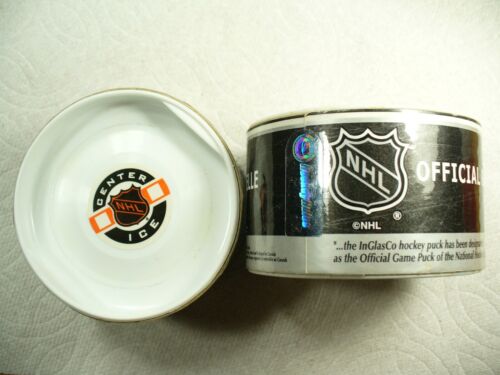 CENTER
NHL
ICE
LLE
NHL
®
©NHL
OFFICIAL
"...the InGlasCo hockey puck has been
as the Official Game Puck of the National